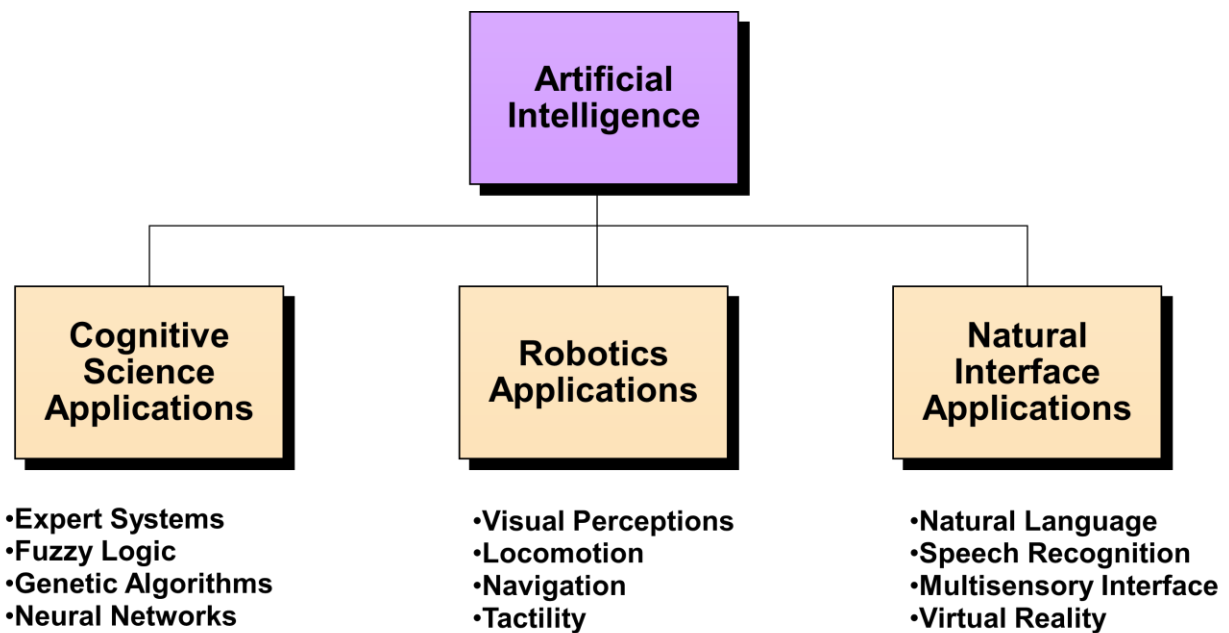 Artificial
Intelligence
Cognitive
Science
Applications
Robotics
Applications
Natural
Interface
Applications
•Expert Systems
•Fuzzy Logic
•Genetic Algorithms
•Neural Networks
•Visual Perceptions
•Locomotion
•Navigation
•Tactility
•Natural Language
•Speech Recognition
•Multisensory Interface
•Virtual Reality